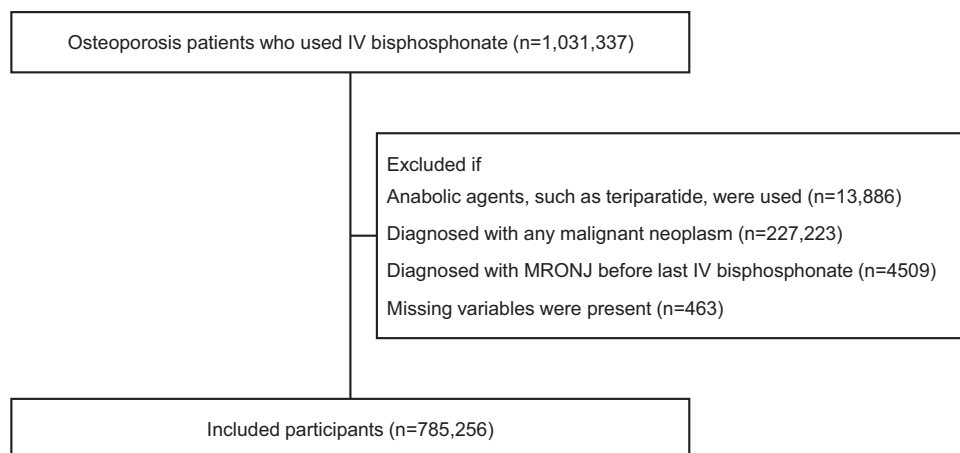 Osteoporosis patients who used IV bisphosphonate (n=1,031,337)
Excluded if
Anabolic agents, such as teriparatide, were used (n=13,886)
Diagnosed with any malignant neoplasm (n=227,223)
Diagnosed with MRONJ before last IV bisphosphonate (n=4509)
Missing variables were present (n=463)
Included participants (n=785,256)